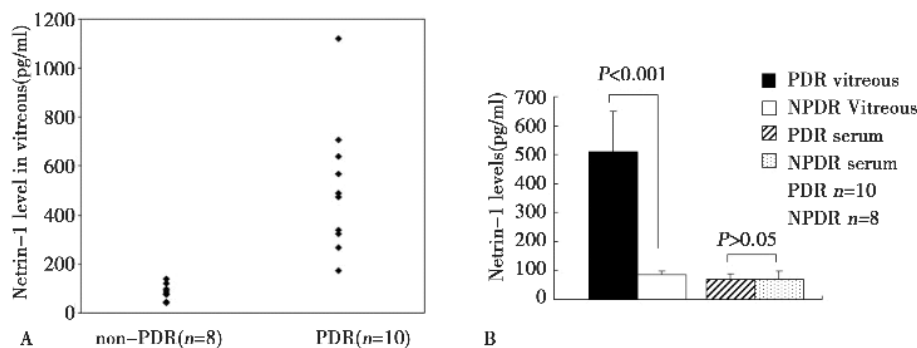 A
1200
1000
800
600
400
200
0
Netrin-1 level in vitreous(pg/ml)
non-PDR(n=8)
PDR(n=10)
B
P<0.001
700
600
500
400
300
200
100
0
Netrin-1 levels(pg/ml)
P>0.05
PDR vitreous
NPDR Vitreous
PDR serum
NPDR serum
PDR n=10
NPDR n=8